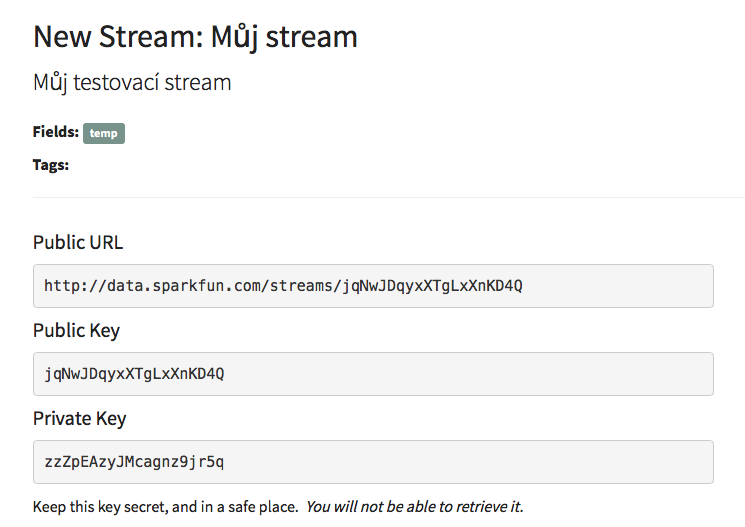 New Stream: Můj stream
Můj testovací stream
Fields: temp
Tags:
Public URL
http://data.sparkfun.com/streams/jqNwJDqyxXTgLxXnKD4Q
Public Key
jqNwJDqyxXTgLxXnKD4Q
Private Key
zzZpEAzyJMcagnz9jr5q
Keep this key secret, and in a safe place. You will not be able to retrieve it.